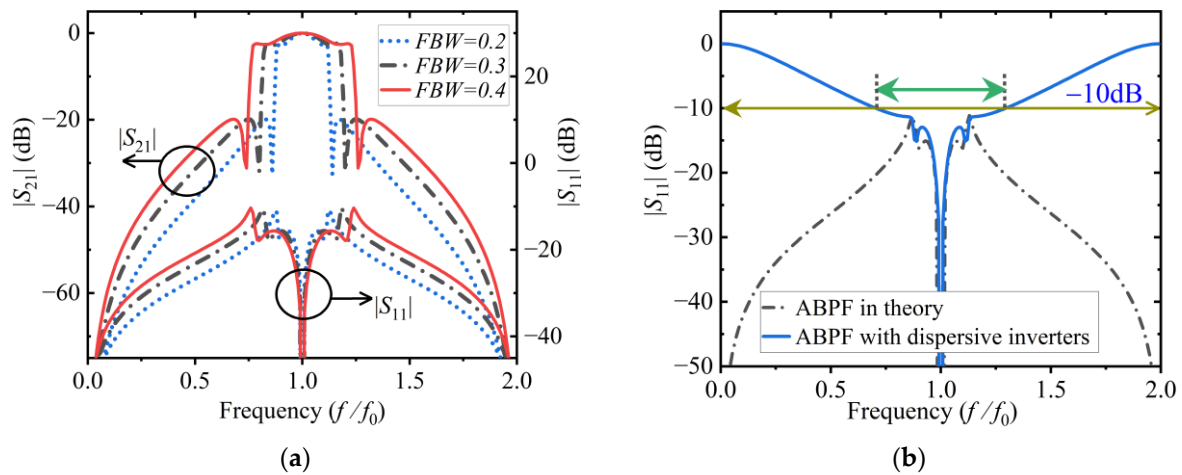 0
−20
−40
−60
|S₂₁| (dB)
|S₂₁|
FBW=0.2
FBW=0.3
FBW=0.4
|S₁₁|
20
0
−20
−40
|S₁₁| (dB)
0.0 0.5 1.0 1.5 2.0
Frequency (f/f₀)
(a)
0
−10
−20
−30
−40
−50
|S₁₁| (dB)
−10dB
ABPF in theory
ABPF with dispersive inverters
0.0 0.5 1.0 1.5 2.0
Frequency (f/f₀)
(b)